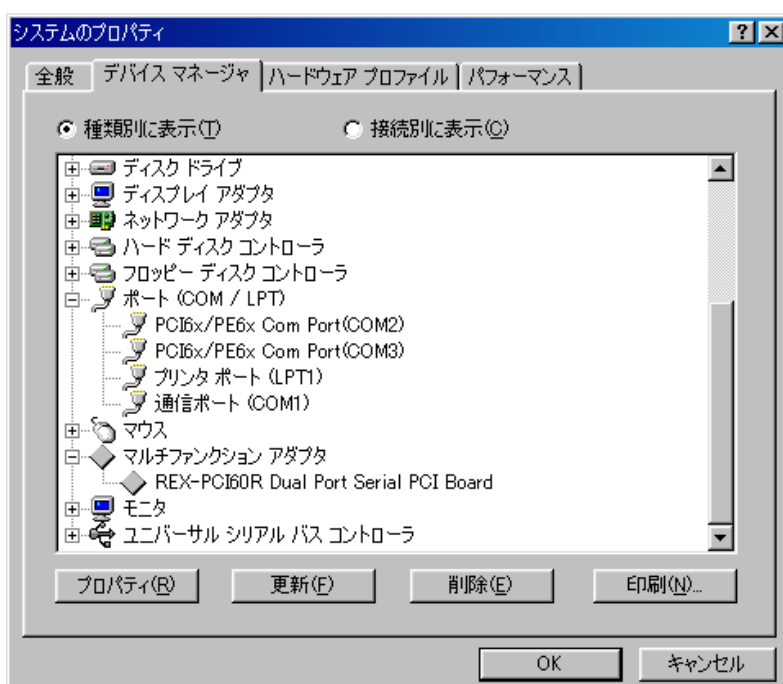 システムのプロパティ
全般 デバイス マネージャ ハードウェア プロファイル パフォーマンス
種類別に表示(T) 接続別に表示(C)
ディスク ドライブ
ディスプレイ アダプタ
ネットワーク アダプタ
ハード ディスク コントローラ
フロッピー ディスク コントローラ
ポート (COM / LPT)
PCI6x/PE6x Com Port(COM2)
PCI6x/PE6x Com Port(COM3)
プリンタ ポート (LPT1)
通信ポート (COM1)
マウス
マルチファンクション アダプタ
REX-PCI60R Dual Port Serial PCI Board
モニタ
ユニバーサル シリアル バス コントローラ
プロパティ(R) 更新(F) 削除(E) 印刷(N)...
OK キャンセル